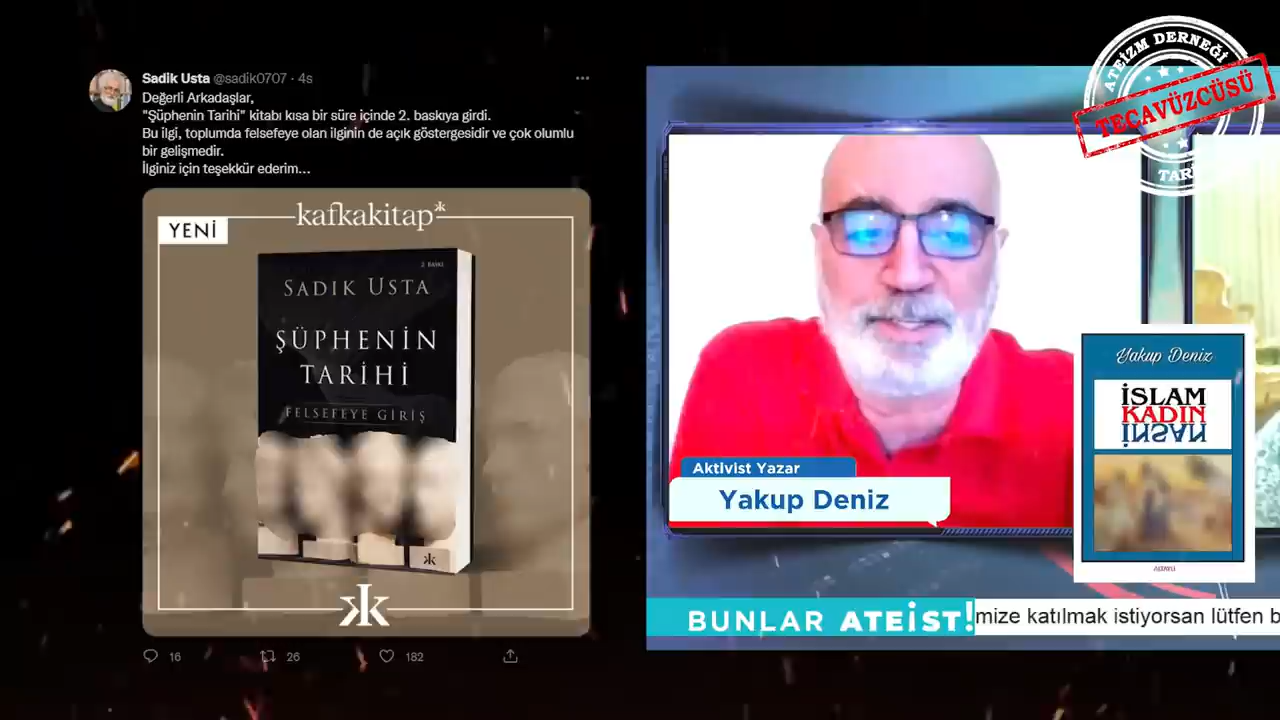 Sadik Usta @sadik0707 · 4s
Değerli Arkadaşlar,
"Şüphenin Tarihi" kitabı kısa bir süre içinde 2. baskıya girdi.
Bu ilgi, toplumda felsefeye olan ilginin de açık göstergesidir ve çok olumlu
bir gelişmedir.
İlginiz için teşekkür ederim...
kafkakitap*
YENİ
2. BASKI
SADIK USTA
ŞÜPHENİN
TARİHİ
FELSEFEYE GİRİŞ
16
26
182
ATEİZM DERNEĞİ
TECAVÜZCÜSÜ
Yakup Deniz
İSLAM
KADIN
İNSAN
Aktivist Yazar
Yakup Deniz
BUNLAR ATEİST!
mize katılmak istiyorsan lütfen b